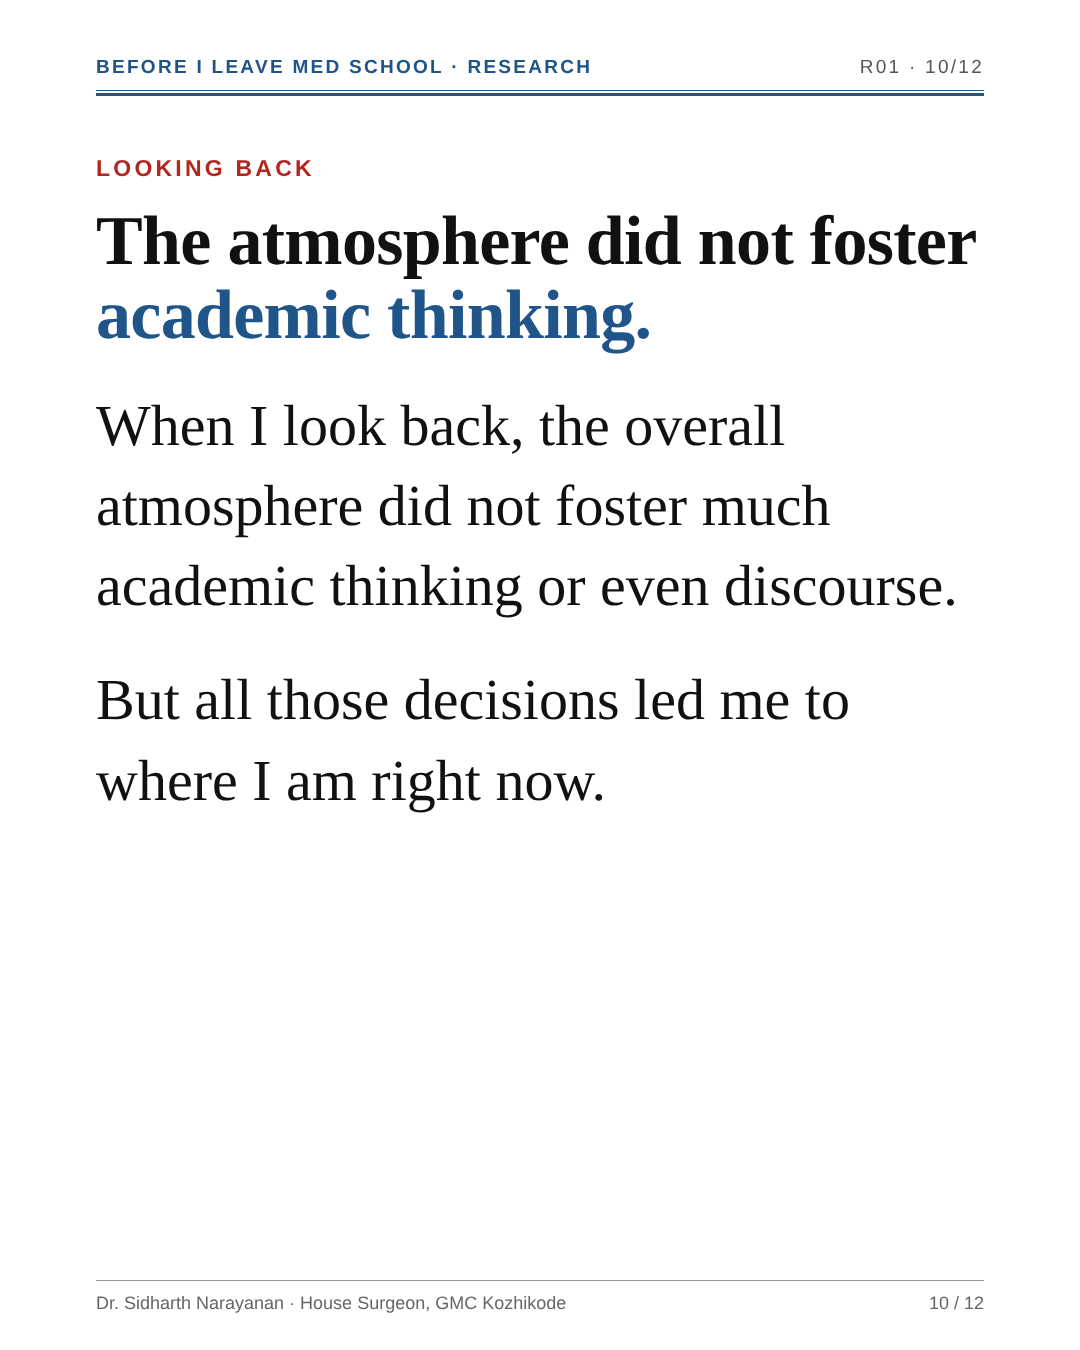 BEFORE I LEAVE MED SCHOOL · RESEARCH
R01 · 10/12
LOOKING BACK
The atmosphere did not foster
academic thinking.
When I look back, the overall
atmosphere did not foster much
academic thinking or even discourse.
But all those decisions led me to
where I am right now.
Dr. Sidharth Narayanan · House Surgeon, GMC Kozhikode
10 / 12